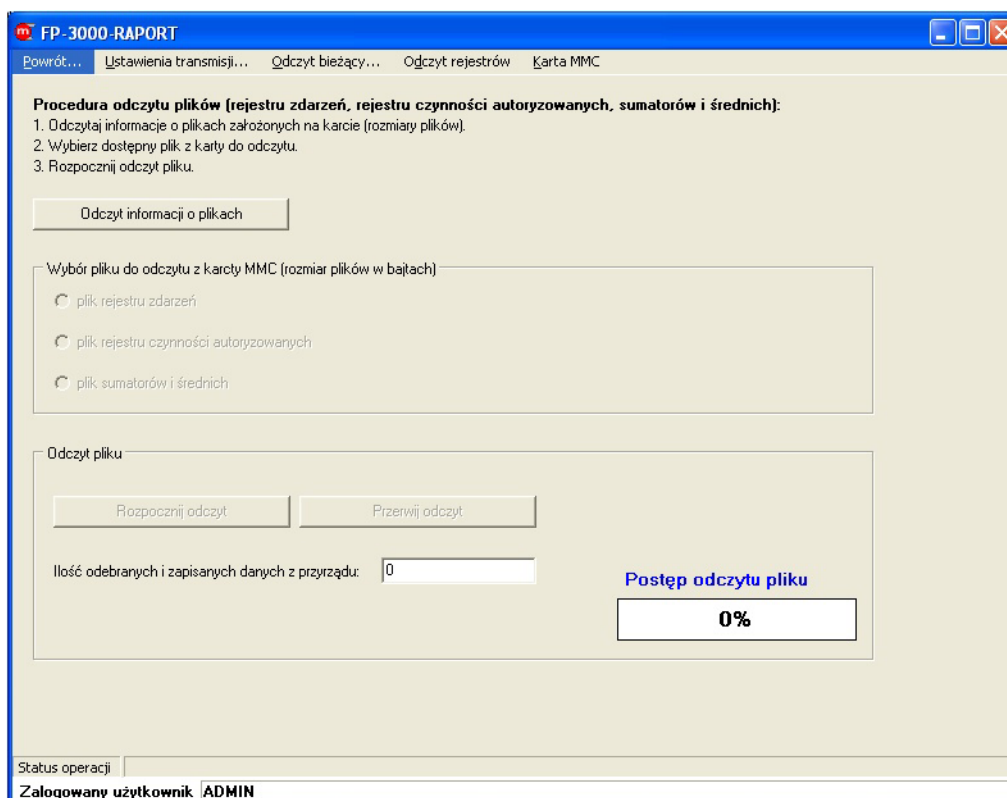 FP-3000-RAPORT
Powrót... Ustawienia transmisji... Odczyt bieżący... Odczyt rejestrów Karta MMC
Procedura odczytu plików (rejestru zdarzeń, rejestru czynności autoryzowanych, sumatorów i średnich):
1. Odczytaj informacje o plikach założonych na karcie (rozmiary plików).
2. Wybierz dostępny plik z karty do odczytu.
3. Rozpocznij odczyt pliku.
Odczyt informacji o plikach
Wybór pliku do odczytu z karcty MMC (rozmiar plików w bajtach)
plik rejestru zdarzeń
plik rejestru czynności autoryzowanych
plik sumatorów i średnich
Odczyt pliku
Rozpocznij odczyt Przerwij odczyt
Ilość odebranych i zapisanych danych z przyrządu: 0
Postęp odczytu pliku
0%
Status operacji
Zalogowany użytkownik ADMIN